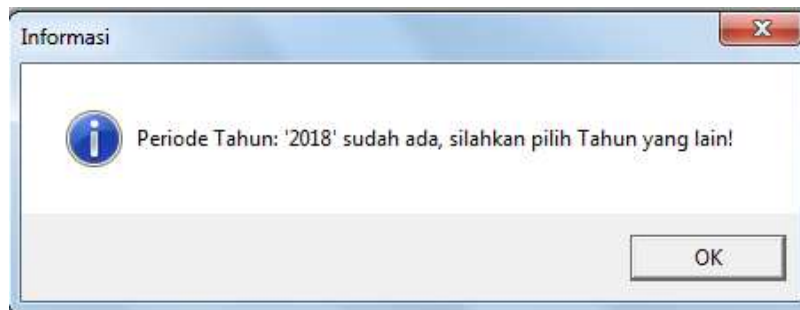 Informasi
Periode Tahun: '2018' sudah ada, silahkan pilih Tahun yang lain!
OK